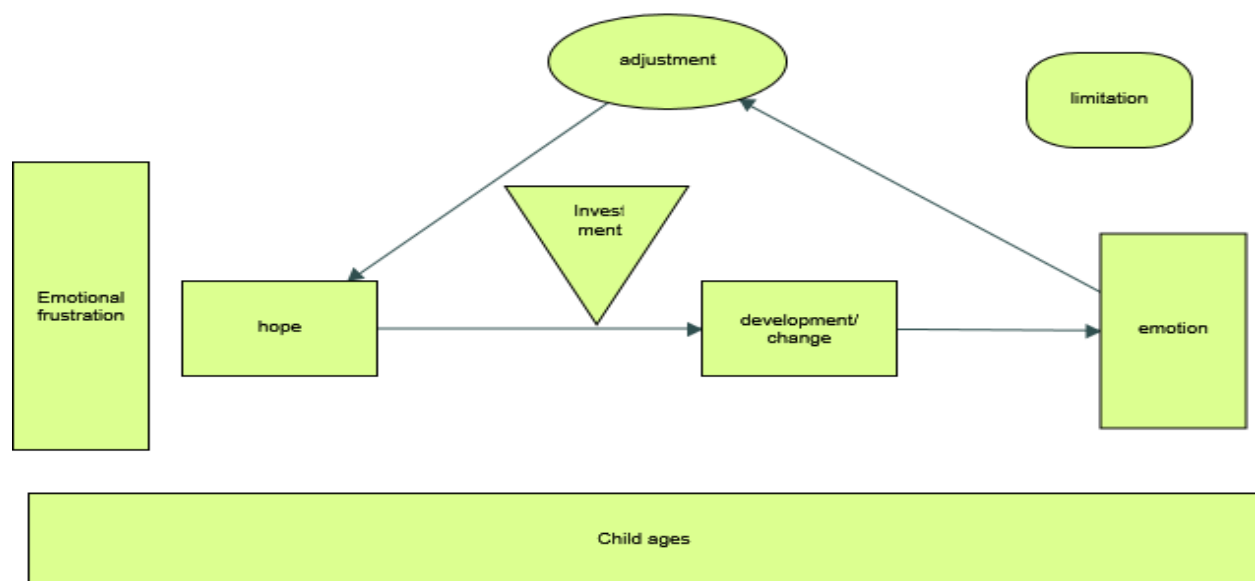 adjustment
limitation
Invest
ment
Emotional
frustration
hope
development/
change
emotion
Child ages